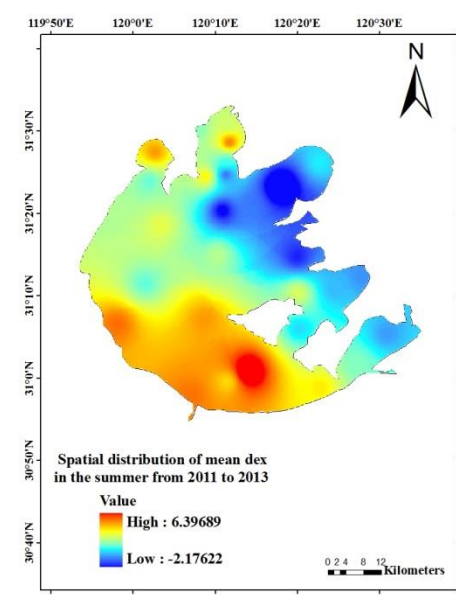 119°50'E 120°0'E 120°10'E 120°20'E 120°30'E
N
31°30'N
31°20'N
31°10'N
31°0'N
30°50'N
30°40'N
Spatial distribution of mean dex
in the summer from 2011 to 2013
Value
High : 6.39689
Low : -2.17622
0 2 4 8 12
Kilometers